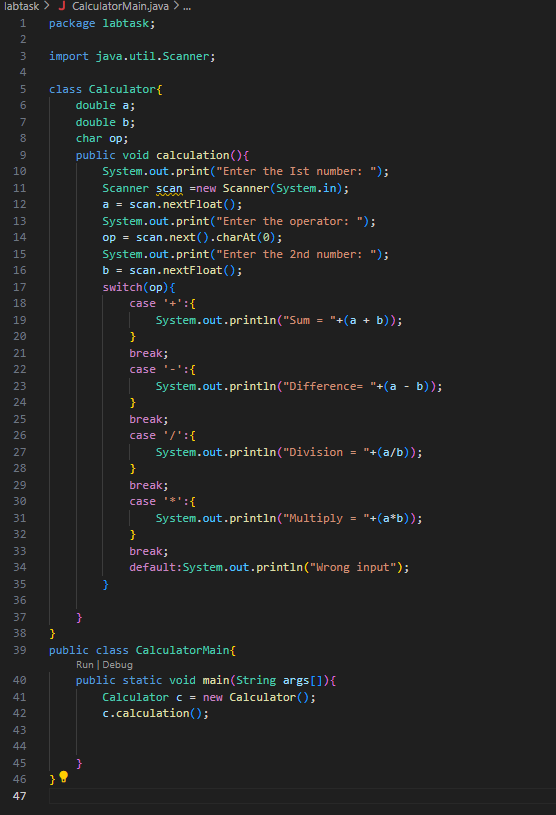 labtask > J CalculatorMain.java > ...
1 package labtask;
2
3 import java.util.Scanner;
4
5 class Calculator{
6     double a;
7     double b;
8     char op;
9     public void calculation(){
10         System.out.print("Enter the Ist number: ");
11         Scanner scan =new Scanner(System.in);
12         a = scan.nextFloat();
13         System.out.print("Enter the operator: ");
14         op = scan.next().charAt(0);
15         System.out.print("Enter the 2nd number: ");
16         b = scan.nextFloat();
17         switch(op){
18             case '+':{
19                 System.out.println("Sum = "+(a + b));
20             }
21             break;
22             case '-':{
23                 System.out.println("Difference= "+(a - b));
24             }
25             break;
26             case '/':{
27                 System.out.println("Division = "+(a/b));
28             }
29             break;
30             case '*':{
31                 System.out.println("Multiply = "+(a*b));
32             }
33             break;
34             default:System.out.println("Wrong input");
35         }
36
37     }
38 }
39 public class CalculatorMain{
Run | Debug
40     public static void main(String args[]){
41         Calculator c = new Calculator();
42         c.calculation();
43
44
45     }
46 }
47